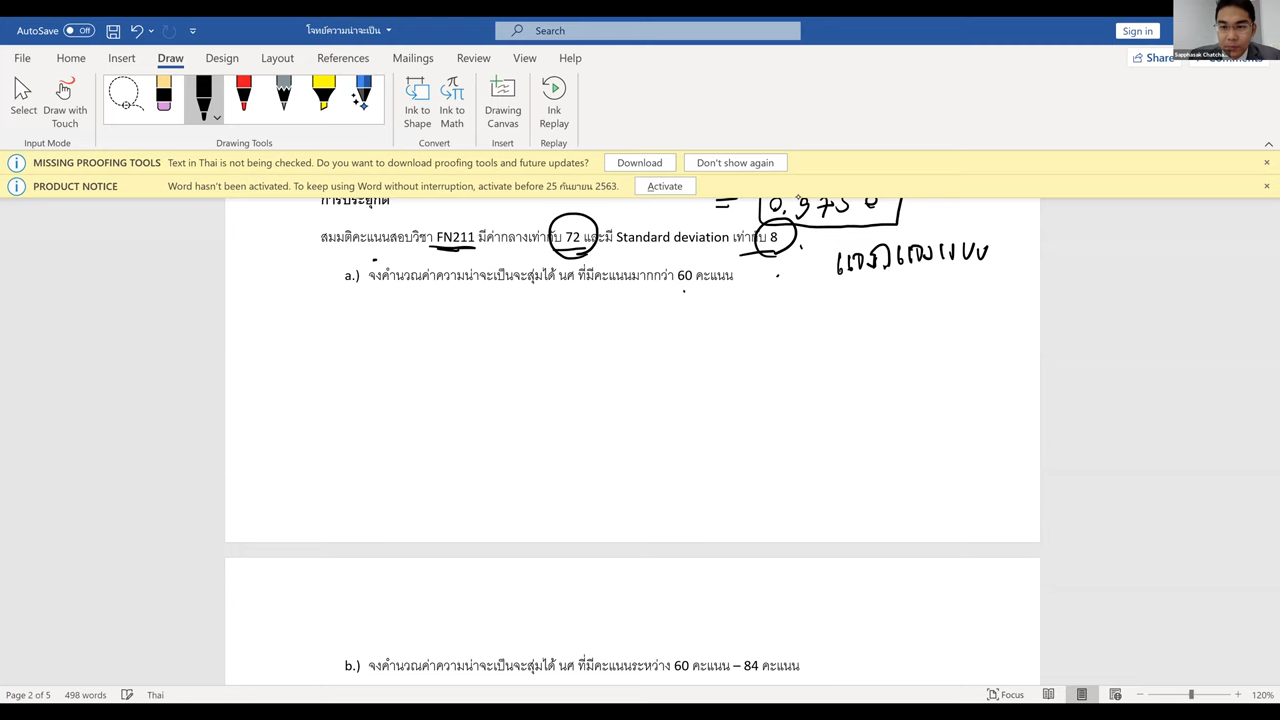 AutoSave Off โจทย์ความน่าจะเป็น Search Sign in
File Home Insert Draw Design Layout References Mailings Review View Help Share Comments
Sapphasak Chatcha
Select Draw with Touch Ink to Shape Ink to Math Drawing Canvas Ink Replay
Input Mode Drawing Tools Convert Insert Replay
MISSING PROOFING TOOLS Text in Thai is not being checked. Do you want to download proofing tools and future updates? Download Don't show again
PRODUCT NOTICE Word hasn't been activated. To keep using Word without interruption, activate before 25 กันยายน 2563. Activate
การประยุกต์ =
สมมติคะแนนสอบวิชา FN211 มีค่ากลางเท่ากับ 72 และมี Standard deviation เท่ากับ 8
a.) จงคำนวณค่าความน่าจะเป็นจะสุ่มได้ นศ ที่มีคะแนนมากกว่า 60 คะแนน
b.) จงคำนวณค่าความน่าจะเป็นจะสุ่มได้ นศ ที่มีคะแนนระหว่าง 60 คะแนน – 84 คะแนน
Page 2 of 5 498 words Thai Focus 120%